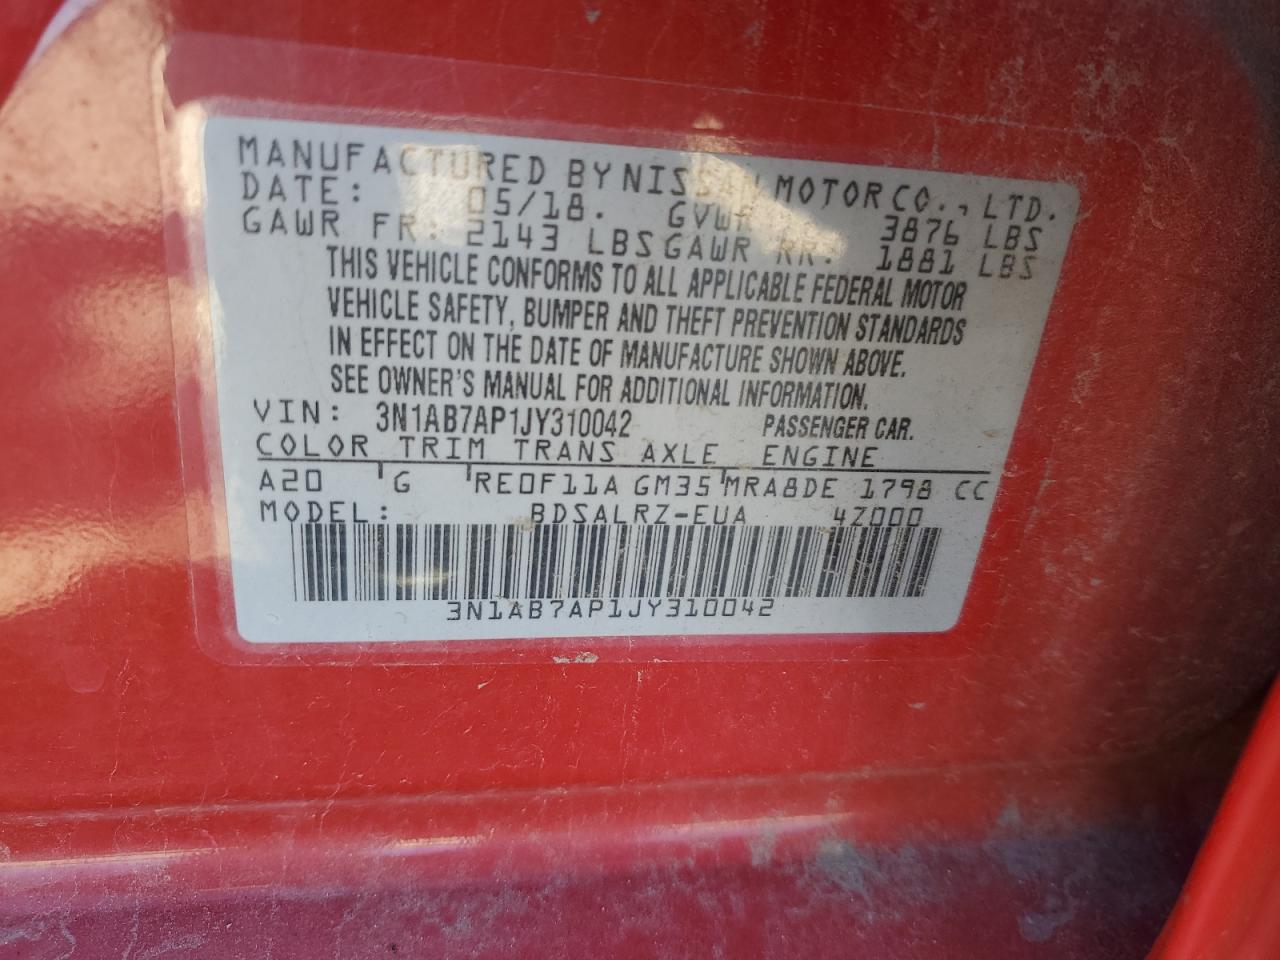 MANUFACTURED BY NISSAN MOTOR CO., LTD.
DATE: 05/18. GVWR 3876 LBS
GAWR FR: 2143 LBS GAWR RR: 1881 LBS
THIS VEHICLE CONFORMS TO ALL APPLICABLE FEDERAL MOTOR
VEHICLE SAFETY, BUMPER AND THEFT PREVENTION STANDARDS
IN EFFECT ON THE DATE OF MANUFACTURE SHOWN ABOVE.
SEE OWNER'S MANUAL FOR ADDITIONAL INFORMATION.
VIN: 3N1AB7AP1JY310042 PASSENGER CAR.
COLOR TRIM TRANS AXLE ENGINE
A20 G RE0F11A GM35 MRA8DE 1798 CC
MODEL: BDSALRZ-EUA 4Z000
3N1AB7AP1JY310042